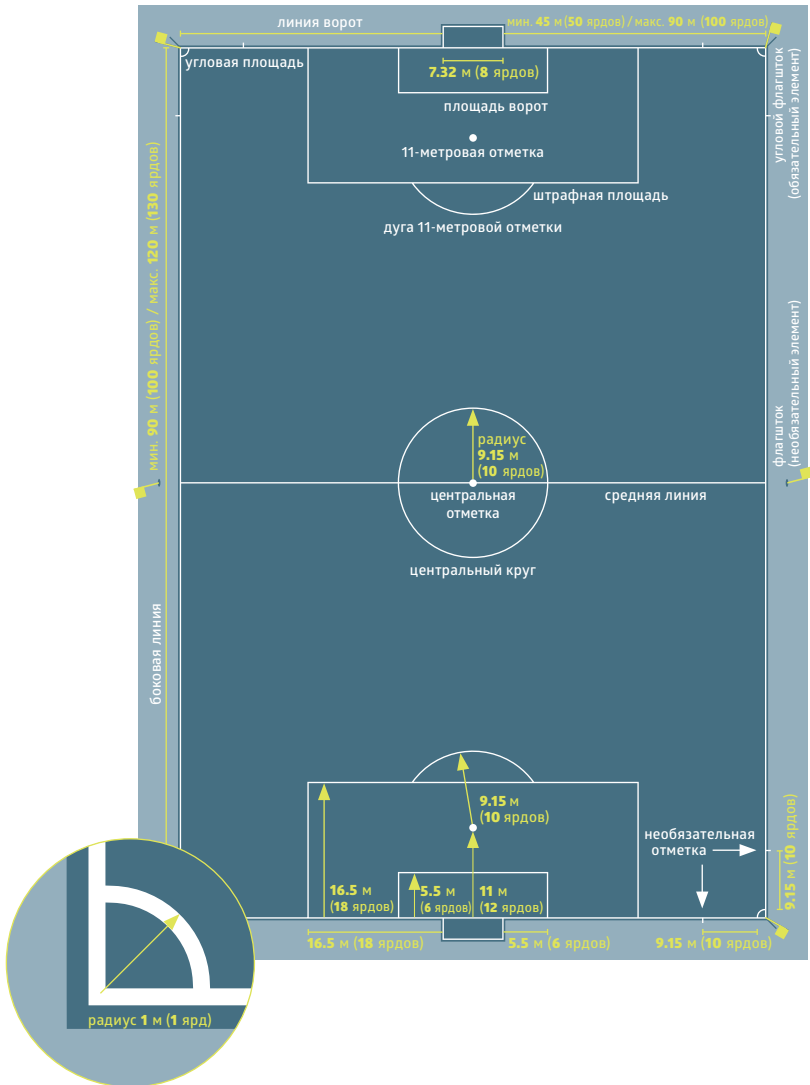 линия ворот
мин. 45 м (50 ярдов) / макс. 90 м (100 ярдов)
угловая площадь
7.32 м (8 ярдов)
площадь ворот
11-метровая отметка
штрафная площадь
дуга 11-метровой отметки
угловой флагшток
(обязательный элемент)
мин. 90 м (100 ярдов) / макс. 120 м (130 ярдов)
флагшток
(необязательный элемент)
радиус
9.15 м
(10 ярдов)
центральная
отметка
средняя линия
центральный круг
боковая линия
9.15 м
(10 ярдов)
необязательная
отметка
9.15 м (10 ярдов)
16.5 м
(18 ярдов)
5.5 м
(6 ярдов)
11 м
(12 ярдов)
16.5 м (18 ярдов)
5.5 м (6 ярдов)
9.15 м (10 ярдов)
радиус 1 м (1 ярд)